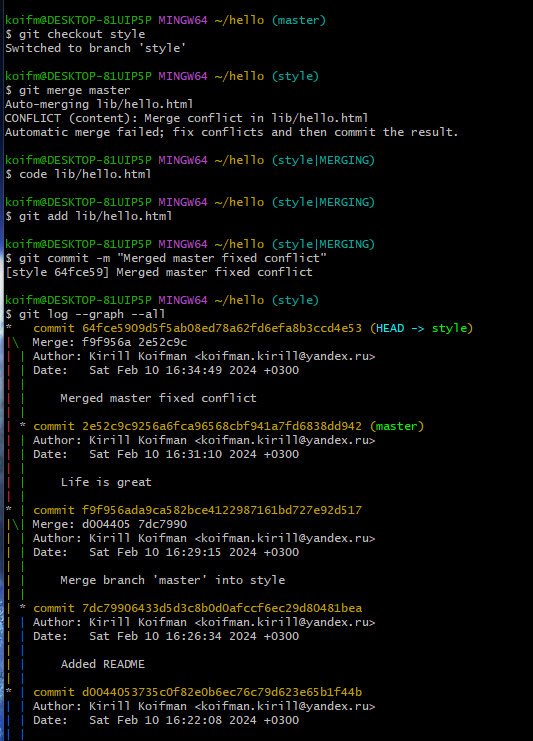 koifm@DESKTOP-81UIP5P MINGW64 ~/hello (master)
$ git checkout style
Switched to branch 'style'

koifm@DESKTOP-81UIP5P MINGW64 ~/hello (style)
$ git merge master
Auto-merging lib/hello.html
CONFLICT (content): Merge conflict in lib/hello.html
Automatic merge failed; fix conflicts and then commit the result.

koifm@DESKTOP-81UIP5P MINGW64 ~/hello (style|MERGING)
$ code lib/hello.html

koifm@DESKTOP-81UIP5P MINGW64 ~/hello (style|MERGING)
$ git add lib/hello.html

koifm@DESKTOP-81UIP5P MINGW64 ~/hello (style|MERGING)
$ git commit -m "Merged master fixed conflict"
[style 64fce59] Merged master fixed conflict

koifm@DESKTOP-81UIP5P MINGW64 ~/hello (style)
$ git log --graph --all
*   commit 64fce5909d5f5ab08ed78a62fd6efa8b3ccd4e53 (HEAD -> style)
|\  Merge: f9f956a 2e52c9c
| | Author: Kirill Koifman <koifman.kirill@yandex.ru>
| | Date:   Sat Feb 10 16:34:49 2024 +0300
| |
| |     Merged master fixed conflict
| |
| * commit 2e52c9c9256a6fca96568cbf941a7fd6838dd942 (master)
| | Author: Kirill Koifman <koifman.kirill@yandex.ru>
| | Date:   Sat Feb 10 16:31:10 2024 +0300
| |
| |     Life is great
| |
* | commit f9f956ada9ca582bce4122987161bd727e92d517
|\| Merge: d004405 7dc7990
| | Author: Kirill Koifman <koifman.kirill@yandex.ru>
| | Date:   Sat Feb 10 16:29:15 2024 +0300
| |
| |     Merge branch 'master' into style
| |
| * commit 7dc79906433d5d3c8b0d0afccf6ec29d80481bea
| | Author: Kirill Koifman <koifman.kirill@yandex.ru>
| | Date:   Sat Feb 10 16:26:34 2024 +0300
| |
| |     Added README
| |
* | commit d0044053735c0f82e0b6ec76c79d623e65b1f44b
| | Author: Kirill Koifman <koifman.kirill@yandex.ru>
| | Date:   Sat Feb 10 16:22:08 2024 +0300
| |